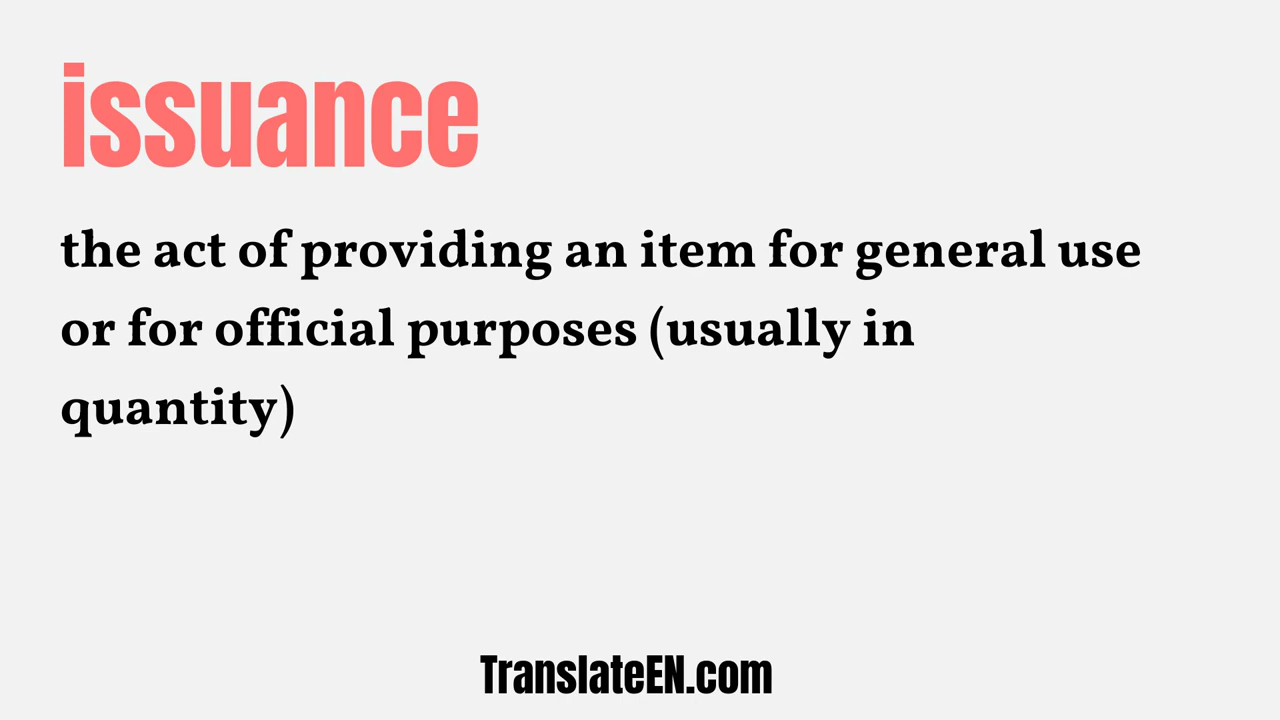 issuance
the act of providing an item for general use
or for official purposes (usually in
quantity)
TranslateEN.com